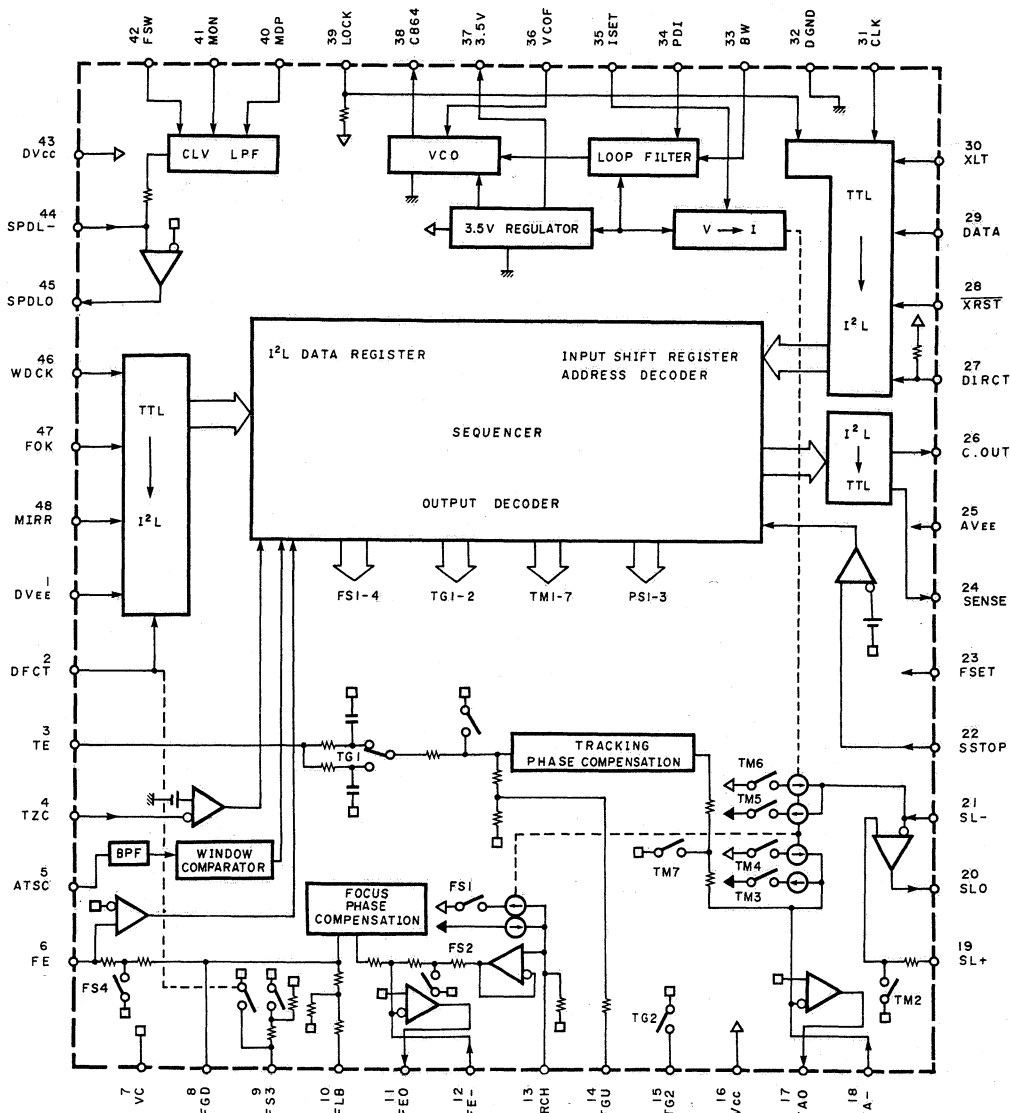 42 FSW
41 MON
40 MDP
39 LOCK
38 C864
37 3.5V
36 VCOF
35 ISET
34 PDI
33 BW
32 DGND
31 CLK
43
DVcc
CLV LPF
VCO
LOOP FILTER
3.5V REGULATOR
V → I
TTL
I²L
30
XLT
29
DATA
28
XRST
27
DIRCT
44
SPDL-
45
SPDLO
46
WDCK
47
FOK
48
MIRR
1
DVEE
2
DFCT
TTL
I²L
I²L DATA REGISTER
INPUT SHIFT REGISTER
ADDRESS DECODER
SEQUENCER
OUTPUT DECODER
I²L
TTL
26
C.OUT
25
AVEE
24
SENSE
23
FSET
22
SSTOP
FS1-4
TG1-2
TM1-7
PS1-3
3
TE
TG1
TRACKING
PHASE COMPENSATION
TM6
TM5
TM4
TM3
TM7
21
SL-
20
SLO
19
SL+
TM2
4
TZC
5
ATSC
BPF
WINDOW
COMPARATOR
6
FE
FS4
FOCUS
PHASE
COMPENSATION
FS1
FS2
TG2
7 VC
8 FGD
9 FS3
10 FLB
11 FEO
12 FE-
13 RCH
14 TGU
15 TG2
16 Vcc
17 TAO
18 A-